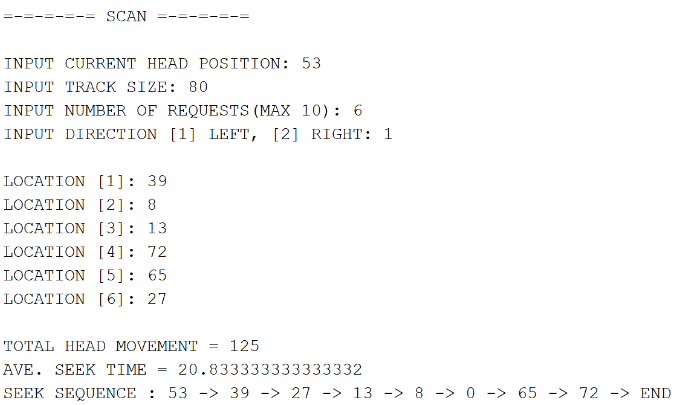 =-=-=-=-= SCAN =-=-=-=-=
INPUT CURRENT HEAD POSITION: 53
INPUT TRACK SIZE: 80
INPUT NUMBER OF REQUESTS(MAX 10): 6
INPUT DIRECTION [1] LEFT, [2] RIGHT: 1
LOCATION [1]: 39
LOCATION [2]: 8
LOCATION [3]: 13
LOCATION [4]: 72
LOCATION [5]: 65
LOCATION [6]: 27
TOTAL HEAD MOVEMENT = 125
AVE. SEEK TIME = 20.833333333333332
SEEK SEQUENCE : 53 -> 39 -> 27 -> 13 -> 8 -> 0 -> 65 -> 72 -> END